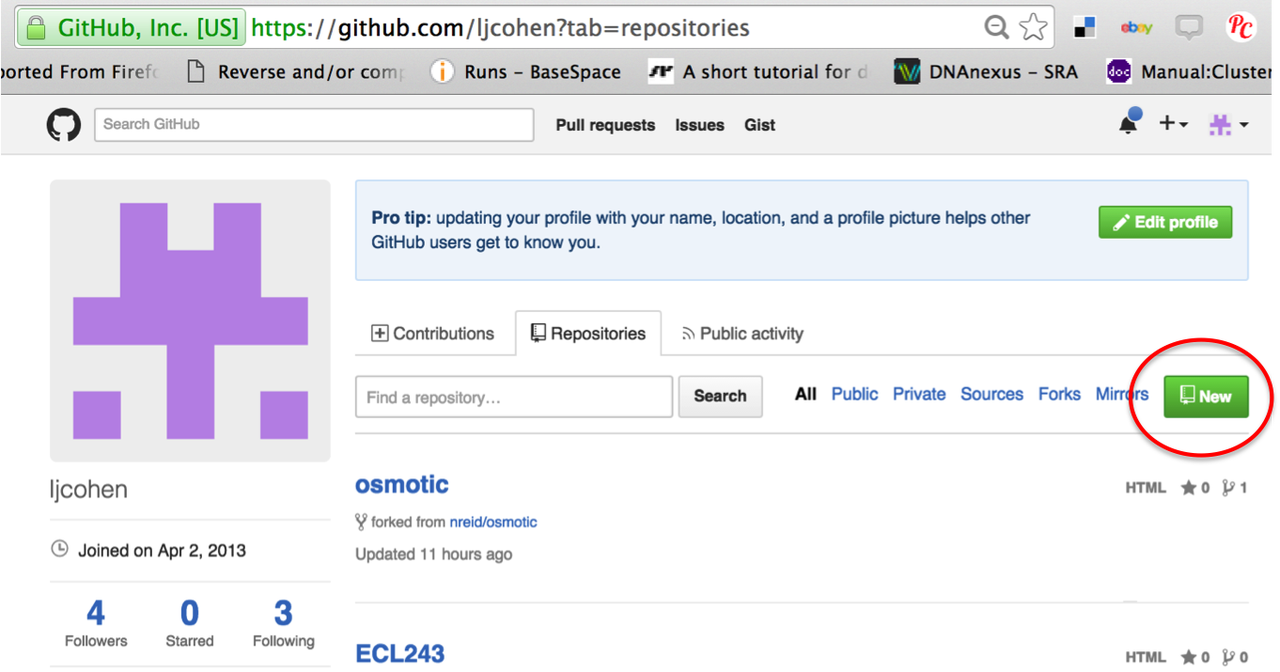 GitHub, Inc. [US] https://github.com/ljcohen?tab=repositories
ebay PC
orted From Firefo Reverse and/or comp Runs – BaseSpace A short tutorial for d DNAnexus – SRA doc Manual:Cluster
Search GitHub Pull requests Issues Gist
Pro tip: updating your profile with your name, location, and a profile picture helps other
GitHub users get to know you.
Edit profile
Contributions Repositories Public activity
Find a repository… Search All Public Private Sources Forks Mirrors New
osmotic
HTML 0 1
forked from nreid/osmotic
Updated 11 hours ago
ljcohen
Joined on Apr 2, 2013
4 0 3
Followers Starred Following
ECL243
HTML 0 0